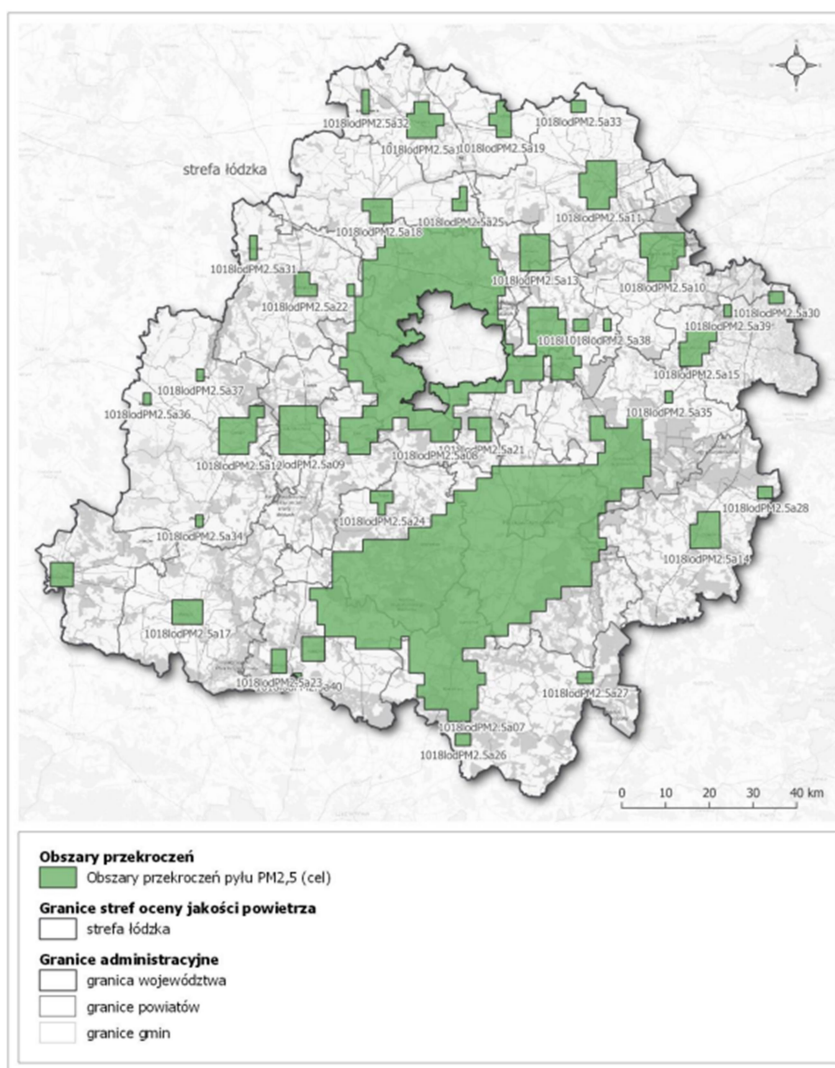 1018lodPM2.5a32
1018lodPM2.5a33
1018lodPM2.5a19
strefa łódzka
1018lodPM2.5a11
1018lodPM2.5a25
1018lodPM2.5a18
1018lodPM2.5a31
1018lodPM2.5a13
1018lodPM2.5a10
1018lodPM2.5a22
1018lodPM2.5a30
1018lodPM2.5a39
1018lodPM2.5a38
1018lodPM2.5a15
1018lodPM2.5a37
1018lodPM2.5a36
1018lodPM2.5a35
1018lodPM2.5a21
1018lodPM2.5a08
1018lodPM2.5a12
1018lodPM2.5a09
1018lodPM2.5a28
1018lodPM2.5a24
1018lodPM2.5a34
1018lodPM2.5a14
1018lodPM2.5a17
1018lodPM2.5a23
1018lodPM2.5a27
1018lodPM2.5a07
1018lodPM2.5a26
0 10 20 30 40 km
Obszary przekroczeń
Obszary przekroczeń pyłu PM2,5 (cel)
Granice stref oceny jakości powietrza
strefa łódzka
Granice administracyjne
granica województwa
granice powiatów
granice gmin